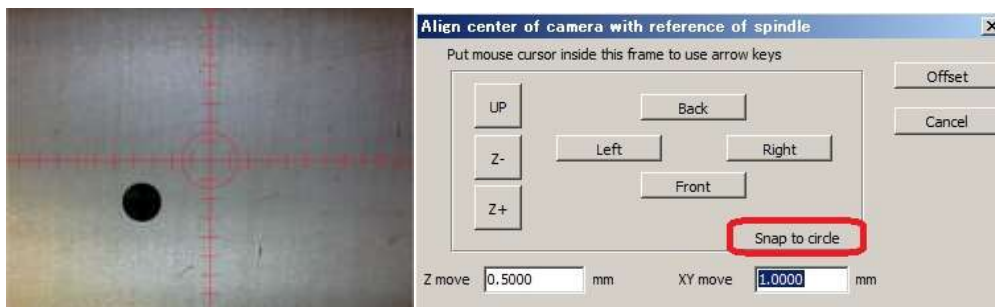 Align center of camera with reference of spindle
Put mouse cursor inside this frame to use arrow keys
Offset
UP
Back
Cancel
Z-
Left
Right
Z+
Front
Snap to circle
Z move 0.5000 mm XY move 1.0000 mm